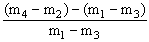 (m₄ − m₂) − (m₁ − m₃)
m₁ − m₃